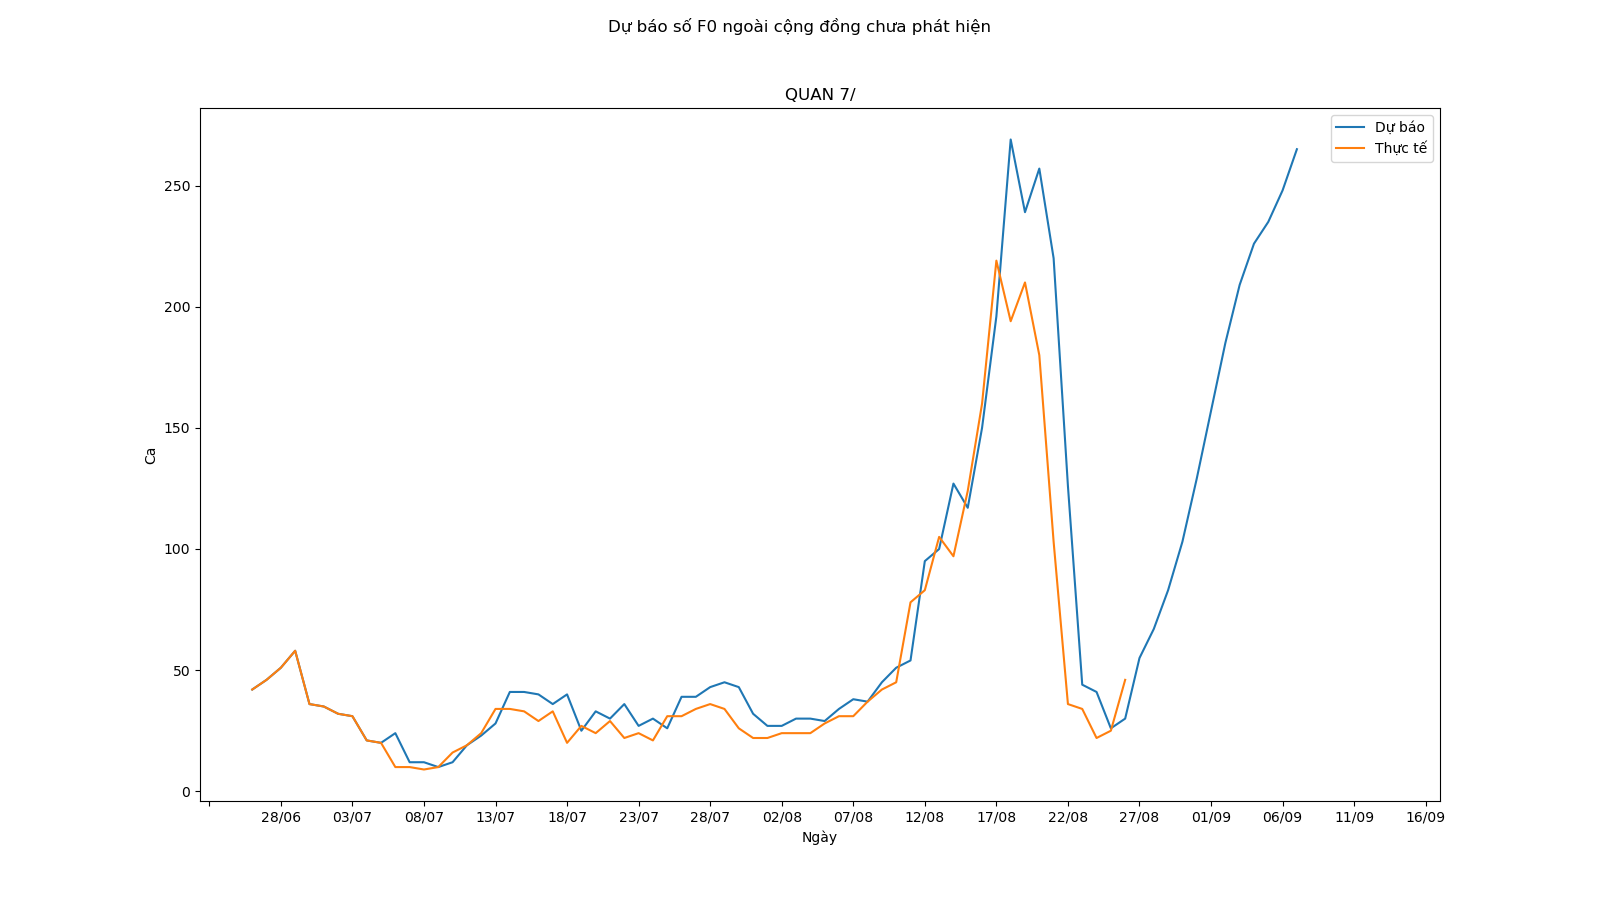 Dự báo số F0 ngoài cộng đồng chưa phát hiện
QUAN 7/
Dự báo
Thực tế
250
200
150
100
50
0
Ca
28/06 03/07 08/07 13/07 18/07 23/07 28/07 02/08 07/08 12/08 17/08 22/08 27/08 01/09 06/09 11/09 16/09
Ngày